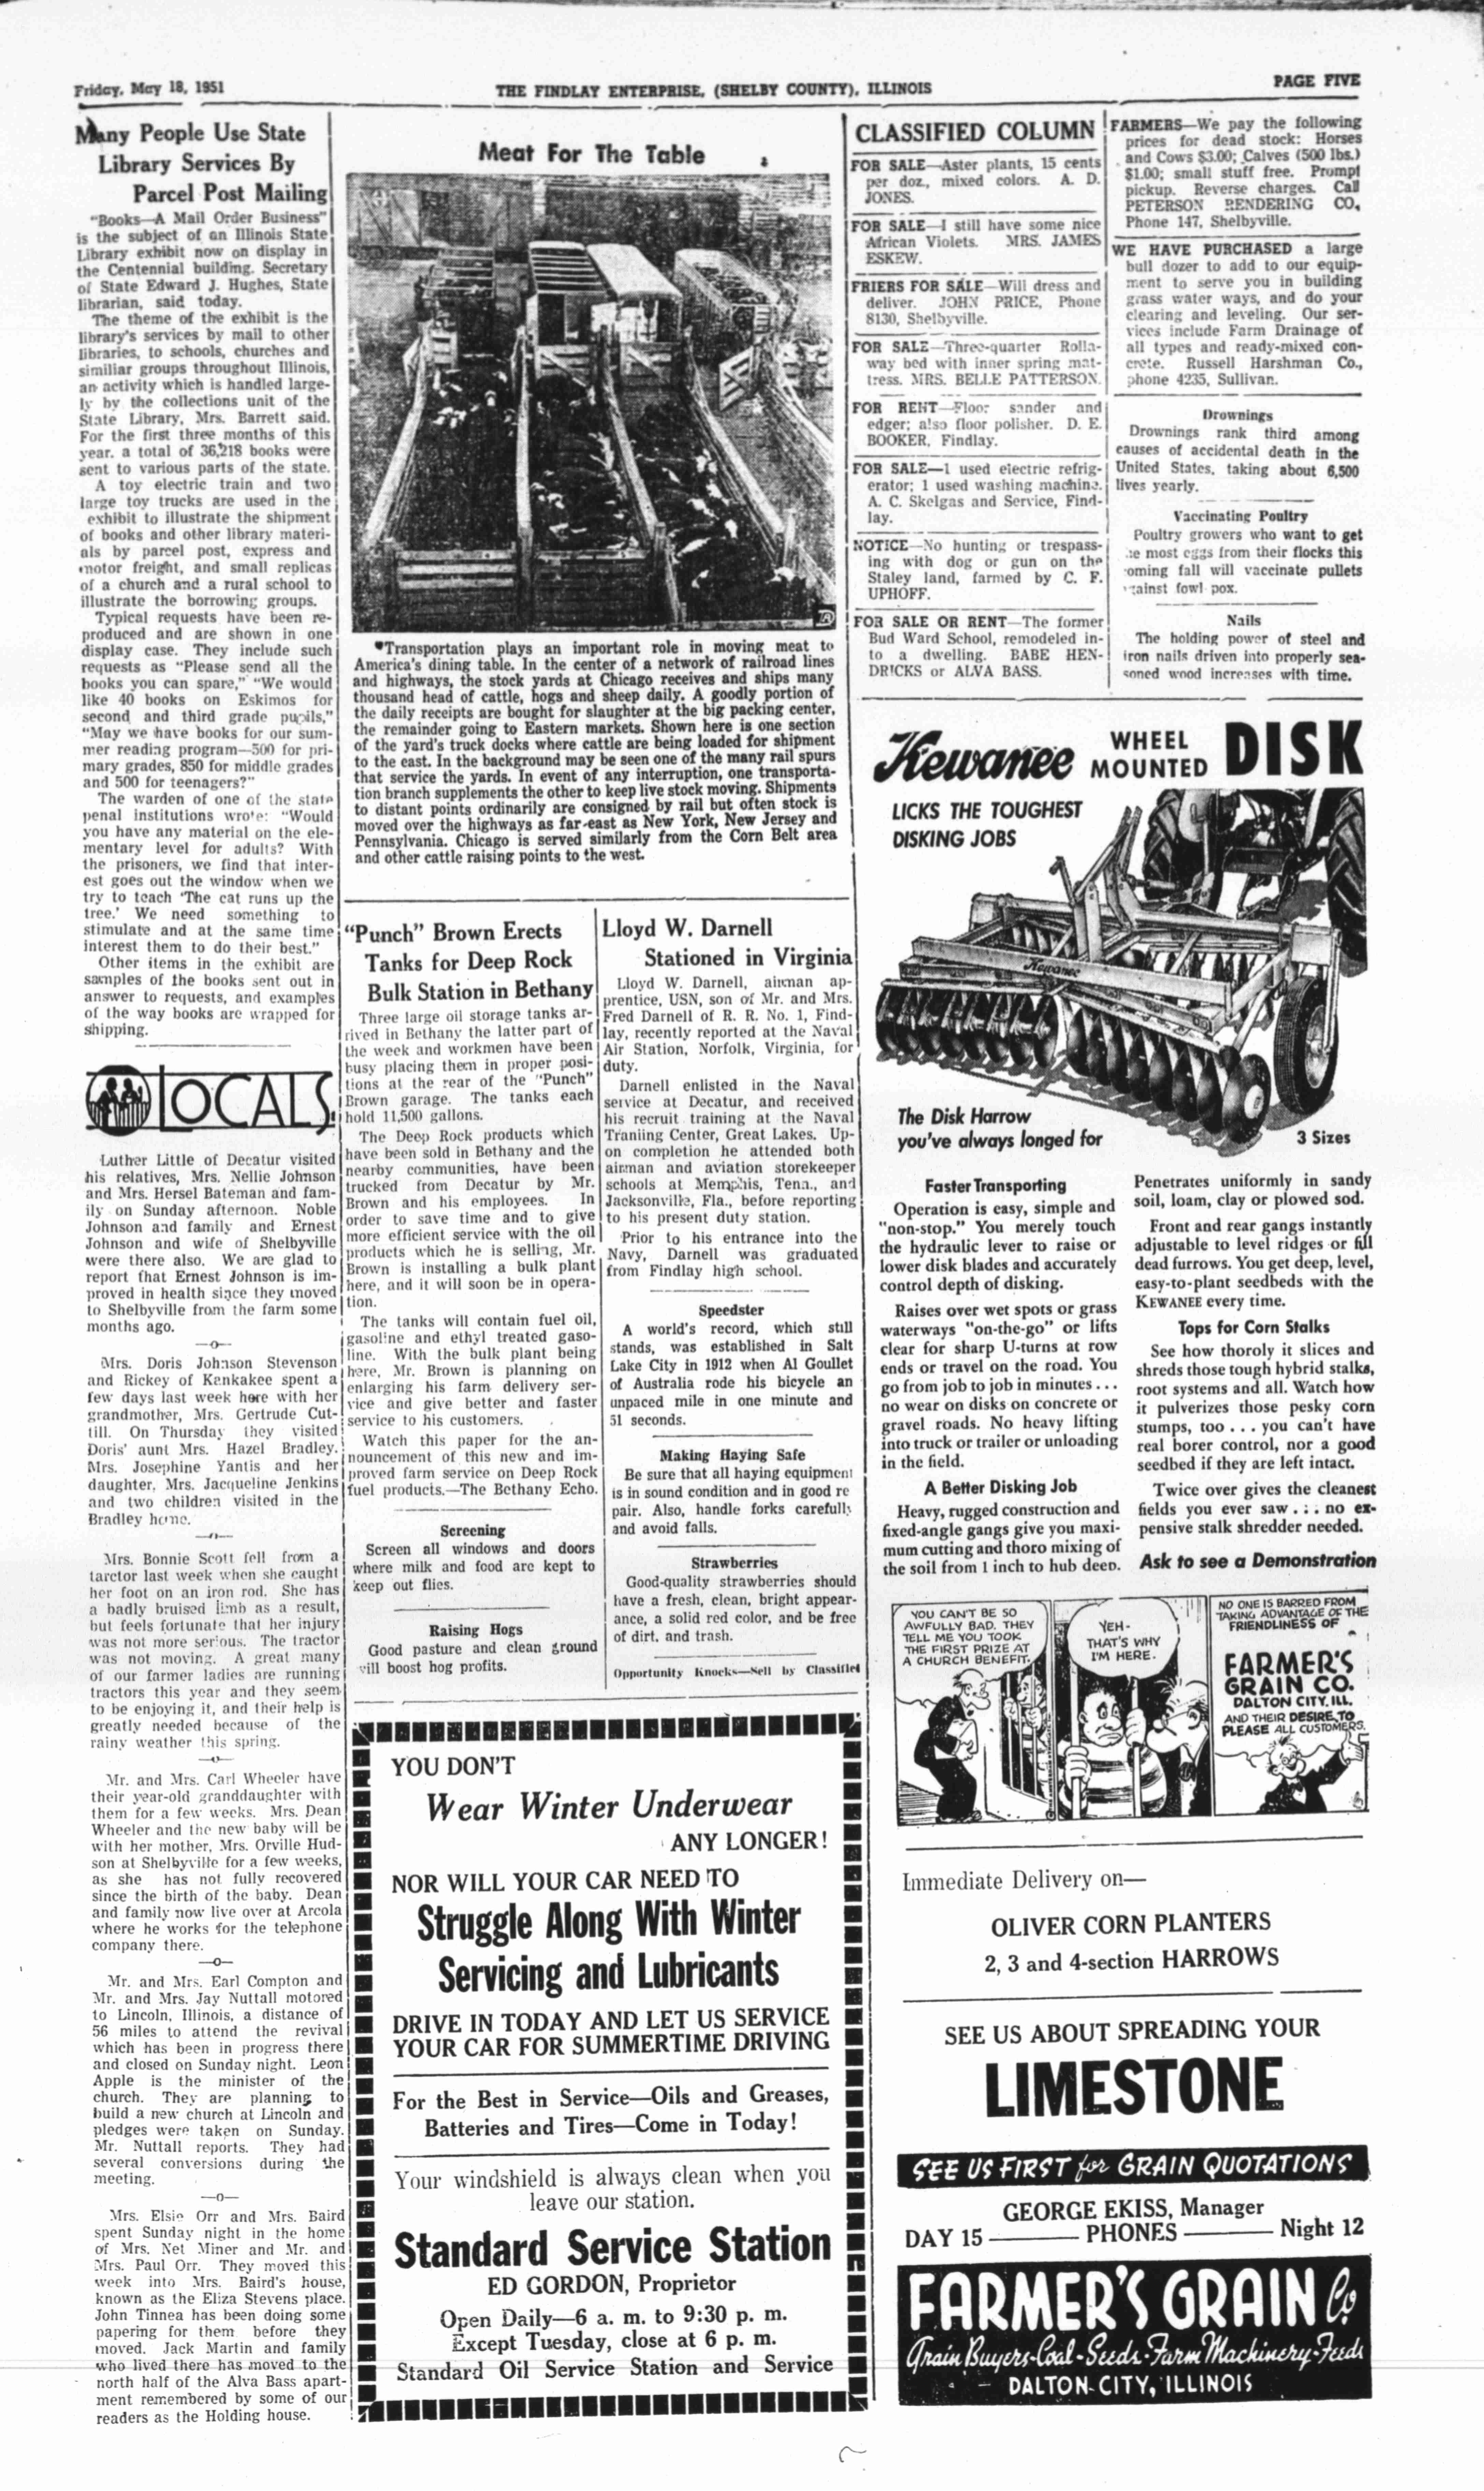 Friday, May 18, 1951
THE FINDLAY ENTERPRISE, (SHELBY COUNTY), ILLINOIS
PAGE FIVE
Many People Use State
Library Services By
Parcel Post Mailing
"Books—A Mail Order Business"
is the subject of an Illinois State
Library exhibit now on display in
the Centennial building. Secretary
of State Edward J. Hughes, State
librarian, said today.
The theme of the exhibit is the
library's services by mail to other
libraries, to schools, churches and
similiar groups throughout Illinois,
an activity which is handled large-
ly by the collections unit of the
State Library, Mrs. Barrett said.
For the first three months of this
year. a total of 36,218 books were
sent to various parts of the state.
A toy electric train and two
large toy trucks are used in the
exhibit to illustrate the shipment
of books and other library materi-
als by parcel post, express and
motor freight, and small replicas
of a church and a rural school to
illustrate the borrowing groups.
Typical requests have been re-
produced and are shown in one
display case. They include such
requests as "Please send all the
books you can spare," "We would
like 40 books on Eskimos for
second and third grade pupils,"
"May we have books for our sum-
mer reading program—500 for pri-
mary grades, 850 for middle grades
and 500 for teenagers?"
The warden of one of the state
penal institutions wrote: "Would
you have any material on the ele-
mentary level for adults? With
the prisoners, we find that inter-
est goes out the window when we
try to teach 'The cat runs up the
tree.' We need something to
stimulate and at the same time
interest them to do their best."
Other items in the exhibit are
samples of the books sent out in
answer to requests, and examples
of the way books are wrapped for
shipping.
LOCALS
Luther Little of Decatur visited
his relatives, Mrs. Nellie Johnson
and Mrs. Hersel Bateman and fam-
ily on Sunday afternoon. Noble
Johnson and family and Ernest
Johnson and wife of Shelbyville
were there also. We are glad to
report that Ernest Johnson is im-
proved in health since they moved
to Shelbyville from the farm some
months ago.
—o—
Mrs. Doris Johnson Stevenson
and Rickey of Kankakee spent a
few days last week here with her
grandmother, Mrs. Gertrude Cut-
till. On Thursday they visited
Doris' aunt Mrs. Hazel Bradley.
Mrs. Josephine Yantis and her
daughter, Mrs. Jacqueline Jenkins
and two children visited in the
Bradley home.
—o—
Mrs. Bonnie Scott fell from a
tarctor last week when she caught
her foot on an iron rod. She has
a badly bruised limb as a result,
but feels fortunate that her injury
was not more serious. The tractor
was not moving. A great many
of our farmer ladies are running
tractors this year and they seem
to be enjoying it, and their help is
greatly needed because of the
rainy weather this spring.
—o—
Mr. and Mrs. Carl Wheeler have
their year-old granddaughter with
them for a few weeks. Mrs. Dean
Wheeler and the new baby will be
with her mother, Mrs. Orville Hud-
son at Shelbyville for a few weeks,
as she has not fully recovered
since the birth of the baby. Dean
and family now live over at Arcola
where he works for the telephone
company there.
—o—
Mr. and Mrs. Earl Compton and
Mr. and Mrs. Jay Nuttall motored
to Lincoln, Illinois, a distance of
56 miles to attend the revival
which has been in progress there
and closed on Sunday night. Leon
Apple is the minister of the
church. They are planning to
build a new church at Lincoln and
pledges were taken on Sunday.
Mr. Nuttall reports. They had
several conversions during the
meeting.
—o—
Mrs. Elsie Orr and Mrs. Baird
spent Sunday night in the home
of Mrs. Net Miner and Mr. and
Mrs. Paul Orr. They moved this
week into Mrs. Baird's house,
known as the Eliza Stevens place.
John Tinnea has been doing some
papering for them before they
moved. Jack Martin and family
who lived there has moved to the
north half of the Alva Bass apart-
ment remembered by some of our
readers as the Holding house.
Meat For The Table
Transportation plays an important role in moving meat to
America's dining table. In the center of a network of railroad lines
and highways, the stock yards at Chicago receives and ships many
thousand head of cattle, hogs and sheep daily. A goodly portion of
the daily receipts are bought for slaughter at the big packing center,
the remainder going to Eastern markets. Shown here is one section
of the yard's truck docks where cattle are being loaded for shipment
to the east. In the background may be seen one of the many rail spurs
that service the yards. In event of any interruption, one transporta-
tion branch supplements the other to keep live stock moving. Shipments
to distant points ordinarily are consigned by rail but often stock is
moved over the highways as far-east as New York, New Jersey and
Pennsylvania. Chicago is served similarly from the Corn Belt area
and other cattle raising points to the west.
"Punch" Brown Erects
Tanks for Deep Rock
Bulk Station in Bethany
Three large oil storage tanks ar-
rived in Bethany the latter part of
the week and workmen have been
busy placing them in proper posi-
tions at the rear of the "Punch"
Brown garage. The tanks each
hold 11,500 gallons.
The Deep Rock products which
have been sold in Bethany and the
nearby communities, have been
trucked from Decatur by Mr.
Brown and his employees. In
order to save time and to give
more efficient service with the oil
products which he is selling, Mr.
Brown is installing a bulk plant
here, and it will soon be in opera-
tion.
The tanks will contain fuel oil,
gasoline and ethyl treated gaso-
line. With the bulk plant being
here, Mr. Brown is planning on
enlarging his farm delivery ser-
vice and give better and faster
service to his customers.
Watch this paper for the an-
nouncement of this new and im-
proved farm service on Deep Rock
fuel products.—The Bethany Echo.
Screening
Screen all windows and doors
where milk and food are kept to
keep out flies.
Raising Hogs
Good pasture and clean ground
will boost hog profits.
Lloyd W. Darnell
Stationed in Virginia
Lloyd W. Darnell, airman ap-
prentice, USN, son of Mr. and Mrs.
Fred Darnell of R. R. No. 1, Find-
lay, recently reported at the Naval
Air Station, Norfolk, Virginia, for
duty.
Darnell enlisted in the Naval
service at Decatur, and received
his recruit training at the Naval
Traniing Center, Great Lakes. Up-
on completion he attended both
airman and aviation storekeeper
schools at Memphis, Tenn., and
Jacksonville, Fla., before reporting
to his present duty station.
Prior to his entrance into the
Navy, Darnell was graduated
from Findlay high school.
Speedster
A world's record, which still
stands, was established in Salt
Lake City in 1912 when Al Goullet
of Australia rode his bicycle an
unpaced mile in one minute and
51 seconds.
Making Haying Safe
Be sure that all haying equipment
is in sound condition and in good re
pair. Also, handle forks carefully
and avoid falls.
Strawberries
Good-quality strawberries should
have a fresh, clean, bright appear-
ance, a solid red color, and be free
of dirt, and trash.
Opportunity Knocks—Sell by Classified
YOU DON'T
Wear Winter Underwear
ANY LONGER!
NOR WILL YOUR CAR NEED TO
Struggle Along With Winter
Servicing and Lubricants
DRIVE IN TODAY AND LET US SERVICE
YOUR CAR FOR SUMMERTIME DRIVING
For the Best in Service—Oils and Greases,
Batteries and Tires—Come in Today!
Your windshield is always clean when you
leave our station.
Standard Service Station
ED GORDON, Proprietor
Open Daily—6 a. m. to 9:30 p. m.
Except Tuesday, close at 6 p. m.
Standard Oil Service Station and Service
CLASSIFIED COLUMN
FOR SALE—Aster plants, 15 cents
per doz., mixed colors. A. D.
JONES.
FOR SALE—I still have some nice
African Violets. MRS. JAMES
ESKEW.
FRIERS FOR SALE—Will dress and
deliver. JOHN PRICE, Phone
8130, Shelbyville.
FOR SALE—Three-quarter Rolla-
way bed with inner spring mat-
tress. MRS. BELLE PATTERSON.
FOR RENT—Floor sander and
edger; also floor polisher. D. E.
BOOKER, Findlay.
FOR SALE—1 used electric refrig-
erator; 1 used washing machine.
A. C. Skelgas and Service, Find-
lay.
NOTICE—No hunting or trespass-
ing with dog or gun on the
Staley land, farmed by C. F.
UPHOFF.
FOR SALE OR RENT—The former
Bud Ward School, remodeled in-
to a dwelling. BABE HEN-
DRICKS or ALVA BASS.
FARMERS—We pay the following
prices for dead stock: Horses
and Cows $3.00; Calves (500 lbs.)
$1.00; small stuff free. Prompt
pickup. Reverse charges. Call
PETERSON RENDERING CO,
Phone 147, Shelbyville.
WE HAVE PURCHASED a large
bull dozer to add to our equip-
ment to serve you in building
grass water ways, and do your
clearing and leveling. Our ser-
vices include Farm Drainage of
all types and ready-mixed con-
crete. Russell Harshman Co.,
phone 4235, Sullivan.
Drownings
Drownings rank third among
causes of accidental death in the
United States, taking about 6,500
lives yearly.
Vaccinating Poultry
Poultry growers who want to get
he most eggs from their flocks this
oming fall will vaccinate pullets
gainst fowl pox.
Nails
The holding power of steel and
iron nails driven into properly sea-
soned wood increases with time.
Kewanee WHEEL MOUNTED DISK
LICKS THE TOUGHEST
DISKING JOBS
Kewanee
The Disk Harrow
you've always longed for
3 Sizes
Faster Transporting
Operation is easy, simple and
"non-stop." You merely touch
the hydraulic lever to raise or
lower disk blades and accurately
control depth of disking.
Raises over wet spots or grass
waterways "on-the-go" or lifts
clear for sharp U-turns at row
ends or travel on the road. You
go from job to job in minutes . . .
no wear on disks on concrete or
gravel roads. No heavy lifting
into truck or trailer or unloading
in the field.
A Better Disking Job
Heavy, rugged construction and
fixed-angle gangs give you maxi-
mum cutting and thoro mixing of
the soil from 1 inch to hub deep.
Penetrates uniformly in sandy
soil, loam, clay or plowed sod.
Front and rear gangs instantly
adjustable to level ridges or fill
dead furrows. You get deep, level,
easy-to-plant seedbeds with the
KEWANEE every time.
Tops for Corn Stalks
See how thoroly it slices and
shreds those tough hybrid stalks,
root systems and all. Watch how
it pulverizes those pesky corn
stumps, too . . . you can't have
real borer control, nor a good
seedbed if they are left intact.
Twice over gives the cleanest
fields you ever saw . . . no ex-
pensive stalk shredder needed.
Ask to see a Demonstration
YOU CAN'T BE SO
AWFULLY BAD. THEY
TELL ME YOU TOOK
THE FIRST PRIZE AT
A CHURCH BENEFIT.
YEH-
THAT'S WHY
I'M HERE.
NO ONE IS BARRED FROM
TAKING ADVANTAGE OF THE
FRIENDLINESS OF
FARMER'S
GRAIN CO.
DALTON CITY, ILL.
AND THEIR DESIRE TO
PLEASE ALL CUSTOMERS.
Immediate Delivery on—
OLIVER CORN PLANTERS
2, 3 and 4-section HARROWS
SEE US ABOUT SPREADING YOUR
LIMESTONE
SEE US FIRST for GRAIN QUOTATIONS
GEORGE EKISS, Manager
DAY 15 ——— PHONES ——— Night 12
FARMER'S GRAIN Co.
Grain Buyers-Coal-Seeds-Farm Machinery-Feeds
DALTON-CITY, ILLINOIS